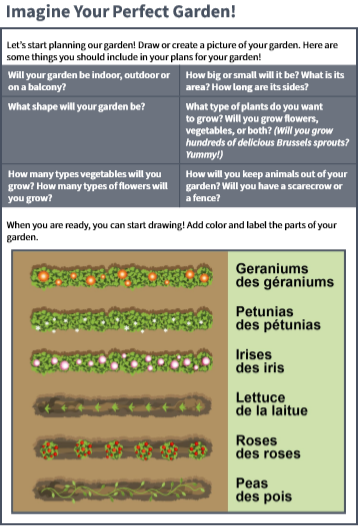 Imagine Your Perfect Garden!
Let's start planning our garden! Draw or create a picture of your garden. Here are
some things you should include in your plans for your garden!
Will your garden be indoor, outdoor or
on a balcony?
How big or small will it be? What is its
area? How long are its sides?
What shape will your garden be?
What type of plants do you want
to grow? Will you grow flowers,
vegetables, or both? (Will you grow
hundreds of delicious Brussels sprouts?
Yummy!)
How many types vegetables will you
grow? How many types of flowers will
you grow?
How will you keep animals out of your
garden? Will you have a scarecrow or
a fence?
When you are ready, you can start drawing! Add color and label the parts of your
garden.
Geraniums
des géraniums
Petunias
des pétunias
Irises
des iris
Lettuce
de la laitue
Roses
des roses
Peas
des pois